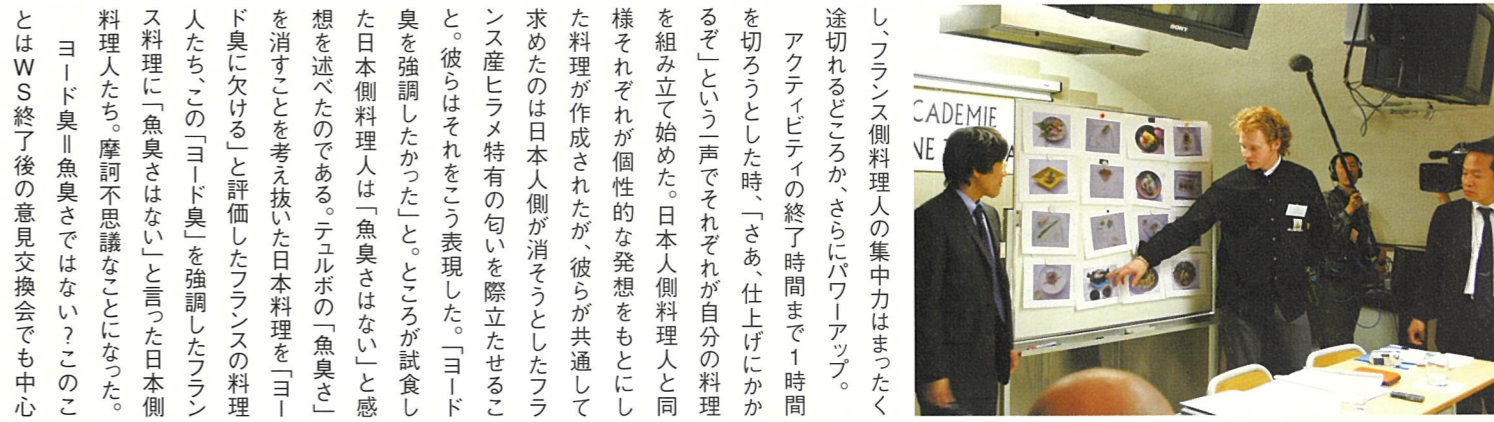 し、フランス側料理人の集中力はまったく
途切れるどころか、さらにパワーアップ。
アクティビティの終了時間まで1時間
を切ろうとした時、「さあ、仕上げにかか
るぞ」という一声でそれぞれが自分の料理
を組み立て始めた。日本人側料理人と同
様それぞれが個性的な発想をもとにし
た料理が作成されたが、彼らが共通して
求めたのは日本人側が消そうとしたフラ
ンス産ヒラメ特有の匂いを際立たせるこ
と。彼らはそれをこう表現した。「ヨード
臭を強調したかった」と。ところが試食し
た日本側料理人は「魚臭さはない」と感
想を述べたのである。テュルボの「魚臭さ」
を消すことを考え抜いた日本料理を「ヨー
ド臭に欠ける」と評価したフランスの料理
人たち、この「ヨード臭」を強調したフラン
ス料理に「魚臭さはない」と言った日本側
料理人たち。摩訶不思議なことになった。
ヨード臭＝魚臭さではない？このこ
とはWS終了後の意見交換会でも中心
SONY
CADEMIE
NE